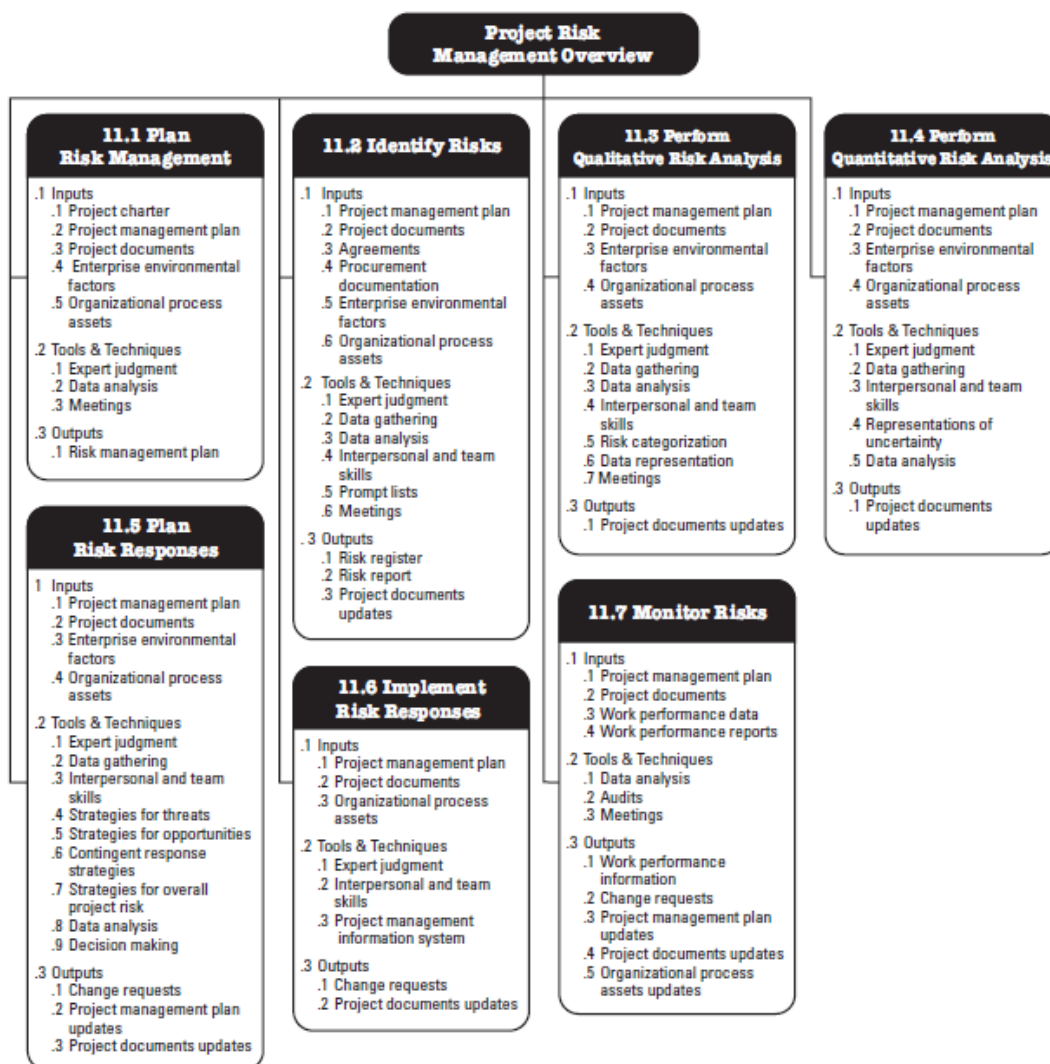 Project Risk
Management Overview
11.1 Plan
Risk Management
.1 Inputs
.1 Project charter
.2 Project management plan
.3 Project documents
.4 Enterprise environmental
factors
.5 Organizational process
assets
.2 Tools & Techniques
.1 Expert judgment
.2 Data analysis
.3 Meetings
.3 Outputs
.1 Risk management plan
11.2 Identify Risks
.1 Inputs
.1 Project management plan
.2 Project documents
.3 Agreements
.4 Procurement
documentation
.5 Enterprise environmental
factors
.6 Organizational process
assets
.2 Tools & Techniques
.1 Expert judgment
.2 Data gathering
.3 Data analysis
.4 Interpersonal and team
skills
.5 Prompt lists
.6 Meetings
. 3 Outputs
.1 Risk register
.2 Risk report
.3 Project documents
updates
11.3 Perform
Qualitative Risk Analysis
.1 Inputs
.1 Project management plan
.2 Project documents
.3 Enterprise environmental
factors
.4 Organizational process
assets
.2 Tools & Techniques
.1 Expert judgment
.2 Data gathering
.3 Data analysis
.4 Interpersonal and team
skills
.5 Risk categorization
.6 Data representation
.7 Meetings
.3 Outputs
.1 Project documents updates
11.4 Perform
Quantitative Risk Analysis
.1 Inputs
.1 Project management plan
.2 Project documents
.3 Enterprise environmental
factors
.4 Organizational process
assets
.2 Tools & Techniques
.1 Expert judgment
.2 Data gathering
.3 Interpersonal and team
skills
.4 Representations of
uncertainty
.5 Data analysis
.3 Outputs
.1 Project documents
updates
11.5 Plan
Risk Responses
1 Inputs
.1 Project management plan
.2 Project documents
.3 Enterprise environmental
factors
.4 Organizational process
assets
.2 Tools & Techniques
.1 Expert judgment
.2 Data gathering
.3 Interpersonal and team
skills
.4 Strategies for threats
.5 Strategies for opportunities
.6 Contingent response
strategies
.7 Strategies for overall
project risk
.8 Data analysis
.9 Decision making
.3 Outputs
.1 Change requests
.2 Project management plan
updates
.3 Project documents updates
11.6 Implement
Risk Responses
.1 Inputs
.1 Project management plan
.2 Project documents
.3 Organizational process
assets
.2 Tools & Techniques
.1 Expert judgment
.2 Interpersonal and team
skills
.3 Project management
information system
.3 Outputs
.1 Change requests
.2 Project documents updates
11.7 Monitor Risks
.1 Inputs
.1 Project management plan
.2 Project documents
.3 Work performance data
.4 Work performance reports
.2 Tools & Techniques
.1 Data analysis
.2 Audits
.3 Meetings
.3 Outputs
.1 Work performance
information
.2 Change requests
.3 Project management plan
updates
.4 Project documents updates
.5 Organizational process
assets updates